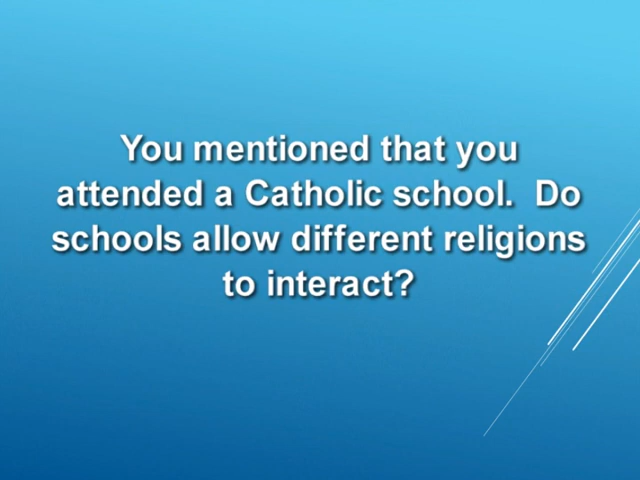 You mentioned that you
attended a Catholic school.  Do
schools allow different religions
to interact?